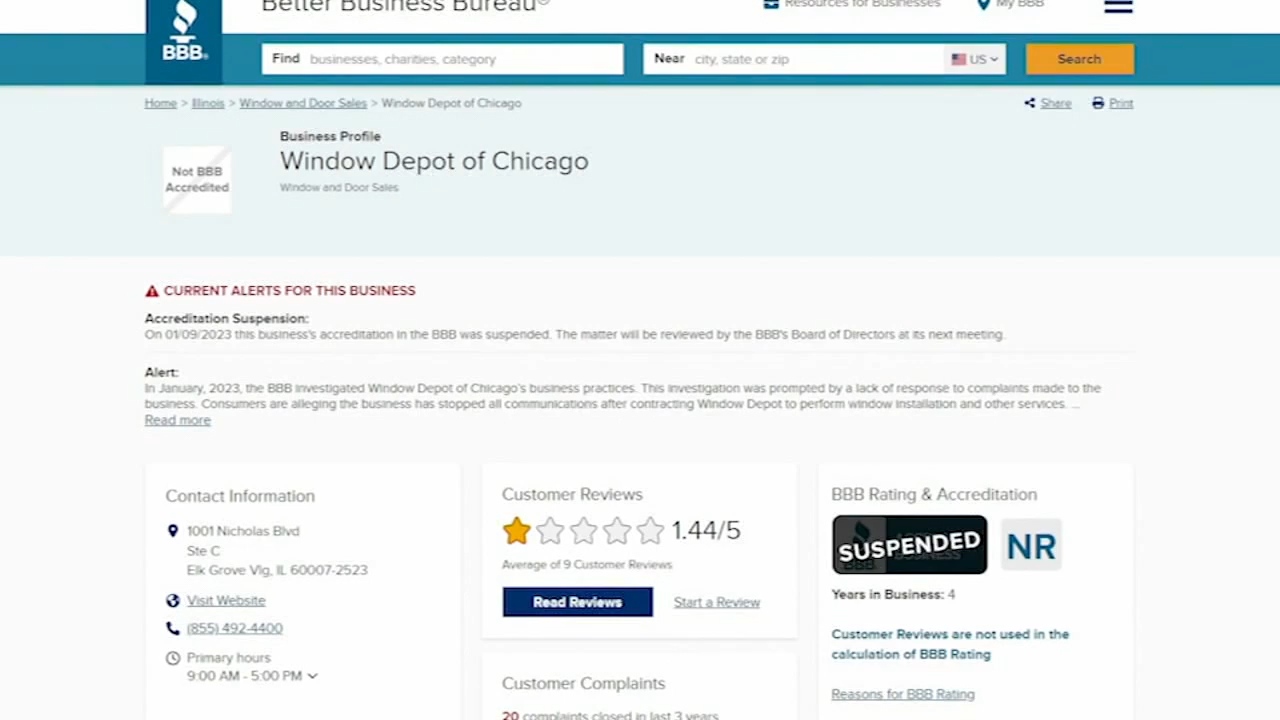 Better Business Bureau®
Resources for Businesses
My BBB
BBB.
Find businesses, charities, category
Near city, state or zip
US
Search
Home > Illinois > Window and Door Sales > Window Depot of Chicago
Share
Print
Not BBB
Accredited
Business Profile
Window Depot of Chicago
Window and Door Sales
CURRENT ALERTS FOR THIS BUSINESS
Accreditation Suspension:
On 01/09/2023 this business's accreditation in the BBB was suspended. The matter will be reviewed by the BBB's Board of Directors at its next meeting.
Alert:
In January, 2023, the BBB investigated Window Depot of Chicago's business practices. This investigation was prompted by a lack of response to complaints made to the
business. Consumers are alleging the business has stopped all communications after contracting Window Depot to perform window installation and other services. ...
Read more
Contact Information
1001 Nicholas Blvd
Ste C
Elk Grove Vlg, IL 60007-2523
Visit Website
(855) 492-4400
Primary hours
9:00 AM - 5:00 PM
Customer Reviews
1.44/5
Average of 9 Customer Reviews
Read Reviews
Start a Review
Customer Complaints
20 complaints closed in last 3 years
BBB Rating & Accreditation
SUSPENDED
NR
Years in Business: 4
Customer Reviews are not used in the
calculation of BBB Rating
Reasons for BBB Rating